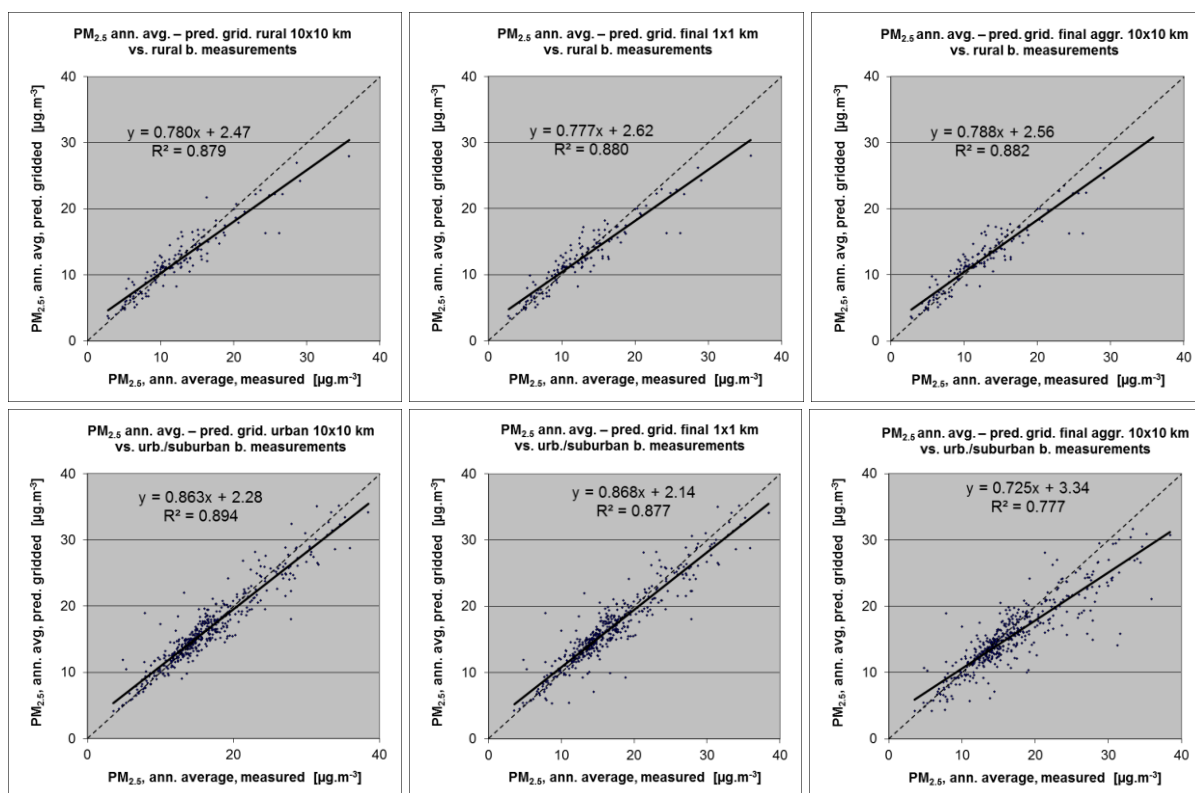 PM2.5 ann. avg. – pred. grid. rural 10x10 km
vs. rural b. measurements
PM2.5, ann. avg, pred. gridded [µg.m-3]
40
30
20
10
0
y = 0.780x + 2.47
R² = 0.879
0 10 20 30 40
PM2.5, ann. average, measured [µg.m-3]
PM2.5 ann. avg. – pred. grid. final 1x1 km
vs. rural b. measurements
PM2.5, ann. avg, pred. gridded [µg.m-3]
40
30
20
10
0
y = 0.777x + 2.62
R² = 0.880
0 10 20 30 40
PM2.5, ann. average, measured [µg.m-3]
PM2.5 ann. avg. – pred. grid. final aggr. 10x10 km
vs. rural b. measurements
PM2.5, ann. avg, pred. gridded [µg.m-3]
40
30
20
10
0
y = 0.788x + 2.56
R² = 0.882
0 10 20 30 40
PM2.5, ann. average, measured [µg.m-3]
PM2.5 ann. avg. – pred. grid. urban 10x10 km
vs. urb./suburban b. measurements
PM2.5, ann. avg, pred. gridded [µg.m-3]
40
30
20
10
0
y = 0.863x + 2.28
R² = 0.894
0 20 40
PM2.5, ann. average, measured [µg.m-3]
PM2.5 ann. avg. – pred. grid. final 1x1 km
vs. urb./suburban b. measurements
PM2.5, ann. avg, pred. gridded [µg.m-3]
40
30
20
10
0
y = 0.868x + 2.14
R² = 0.877
0 10 20 30 40
PM2.5, ann. average, measured [µg.m-3]
PM2.5 ann. avg. – pred. grid. final aggr. 10x10 km
vs. urb./suburban b. measurements
PM2.5, ann. avg, pred. gridded [µg.m-3]
40
30
20
10
0
y = 0.725x + 3.34
R² = 0.777
0 10 20 30 40
PM2.5, ann. average, measured [µg.m-3]